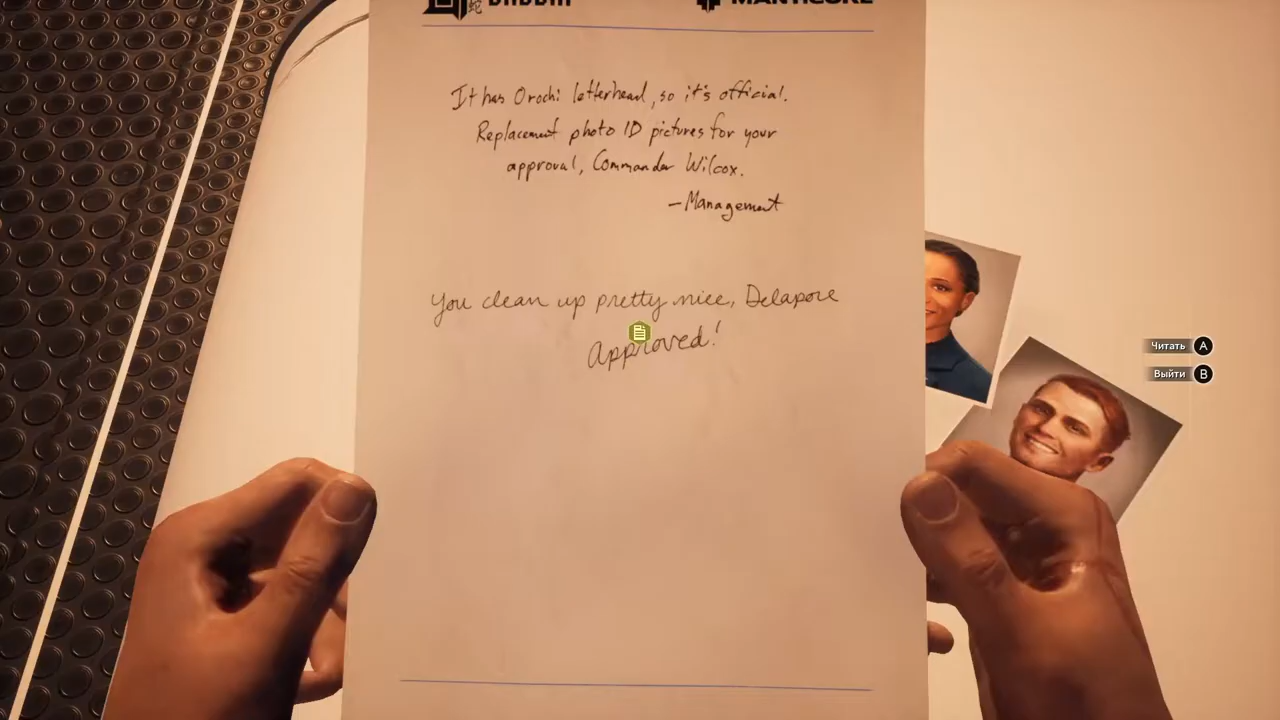 MANTICORE
It has Orochi letterhead, so it's official.
Replacement photo ID pictures for your
approval, Commander Wilcox.
-Management
You clean up pretty nice, Delapore
Approved!
Читать A
Выйти B